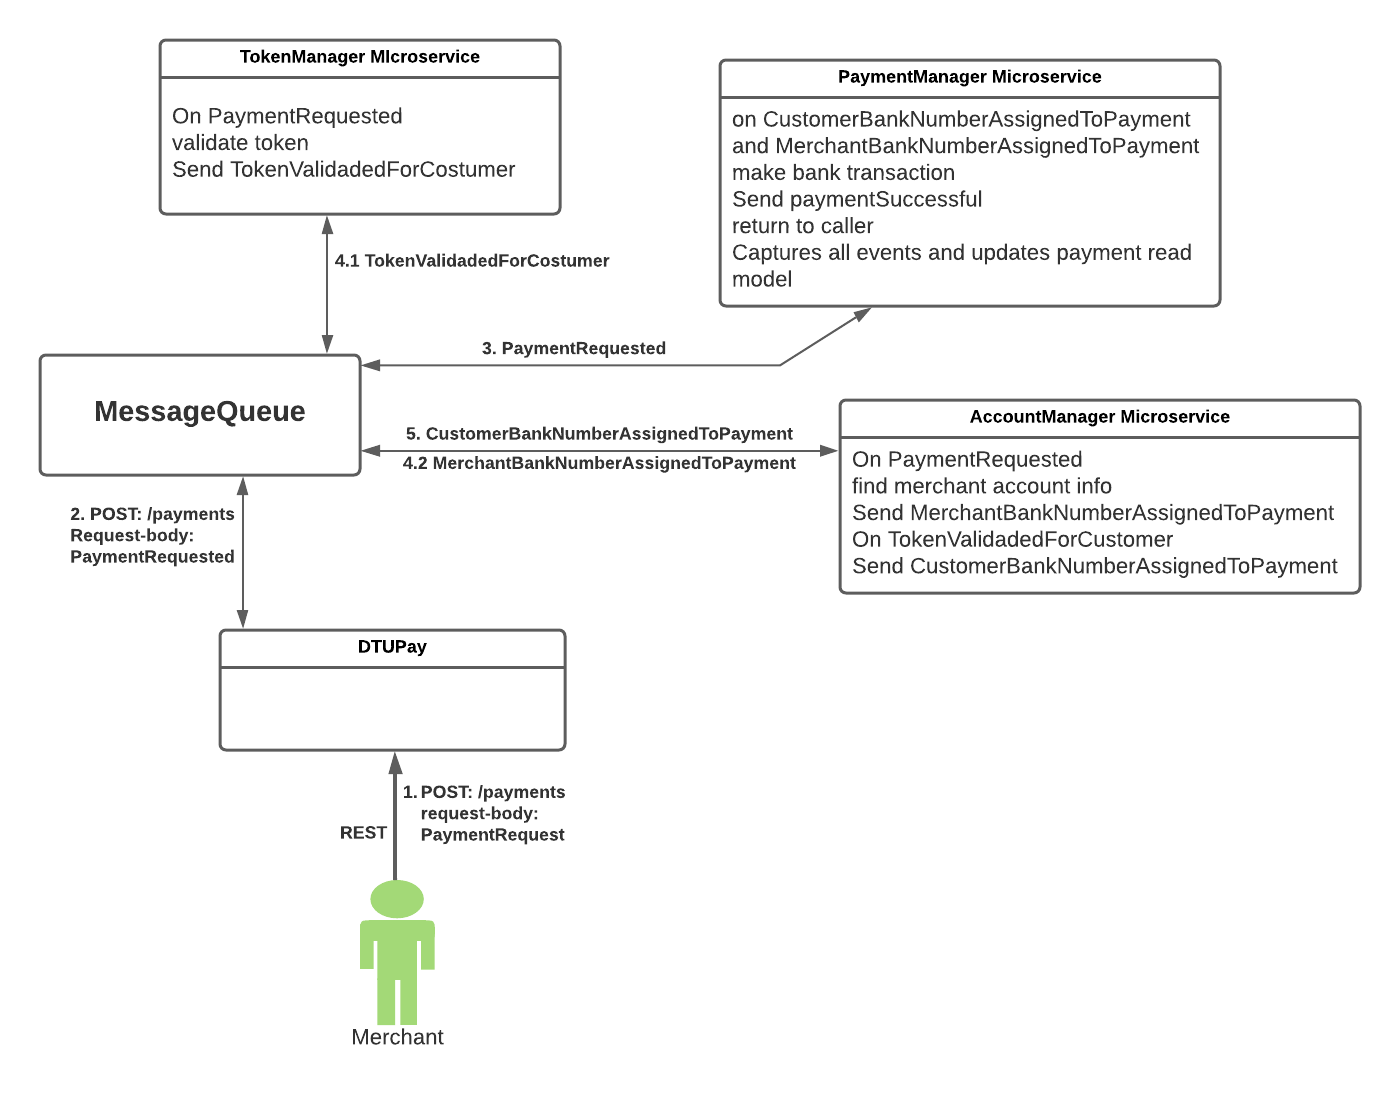 TokenManager MIcroservice
On PaymentRequested
validate token
Send TokenValidadedForCostumer
PaymentManager Microservice
on CustomerBankNumberAssignedToPayment
and MerchantBankNumberAssignedToPayment
make bank transaction
Send paymentSuccessful
return to caller
Captures all events and updates payment read
model
4.1 TokenValidadedForCostumer
3. PaymentRequested
MessageQueue
5. CustomerBankNumberAssignedToPayment
4.2 MerchantBankNumberAssignedToPayment
AccountManager Microservice
On PaymentRequested
find merchant account info
Send MerchantBankNumberAssignedToPayment
On TokenValidadedForCustomer
Send CustomerBankNumberAssignedToPayment
2. POST: /payments
Request-body:
PaymentRequested
DTUPay
1. POST: /payments
request-body:
PaymentRequest
REST
Merchant